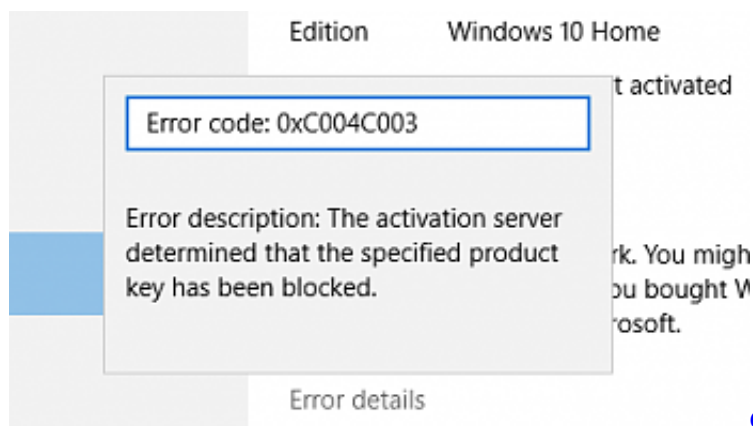 Edition Windows 10 Home
t activated
Error code: 0xC004C003
Error description: The activation server
determined that the specified product
key has been blocked.
rk. You migh
ou bought W
rosoft.
Error details